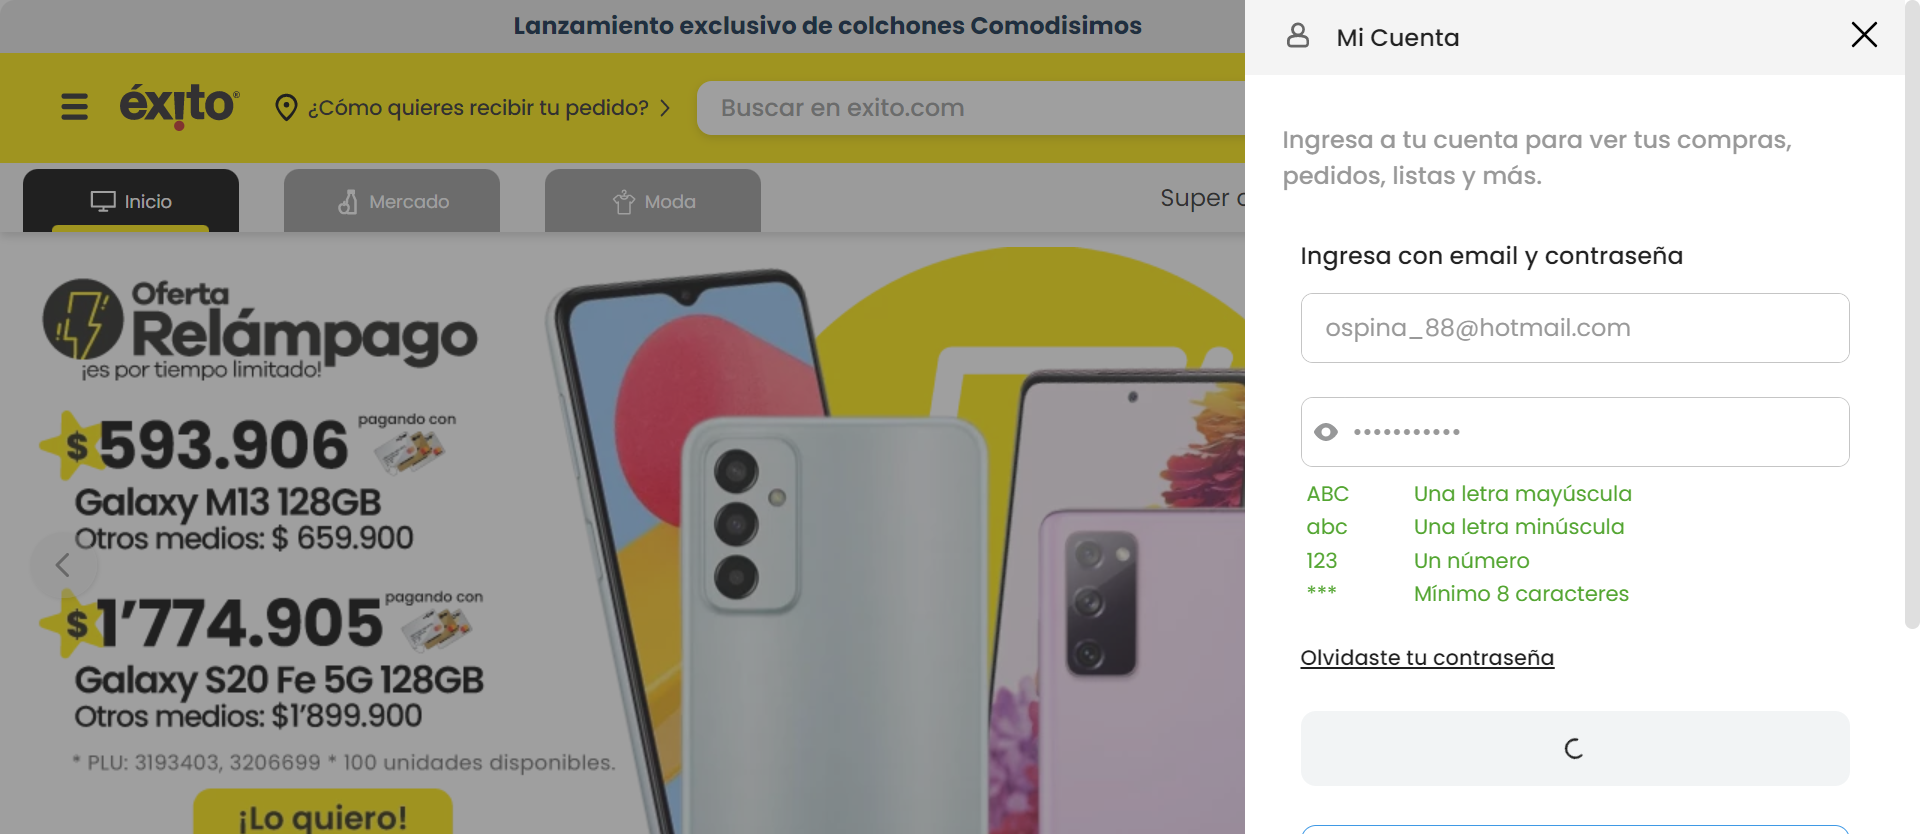 Lanzamiento exclusivo de colchones Comodisimos
éxito®
¿Cómo quieres recibir tu pedido?
Buscar en exito.com
Inicio
Mercado
Moda
Super
Oferta
Relámpago
¡es por tiempo limitado!
$593.906
pagando con
Galaxy M13 128GB
Otros medios: $ 659.900
$1’774.905
pagando con
Galaxy S20 Fe 5G 128GB
Otros medios: $1’899.900
* PLU: 3193403, 3206699 * 100 unidades disponibles.
¡Lo quiero!
Mi Cuenta
Ingresa a tu cuenta para ver tus compras,
pedidos, listas y más.
Ingresa con email y contraseña
ospina_88@hotmail.com
•••••••••••
ABC Una letra mayúscula
abc Una letra minúscula
123 Un número
*** Mínimo 8 caracteres
Olvidaste tu contraseña